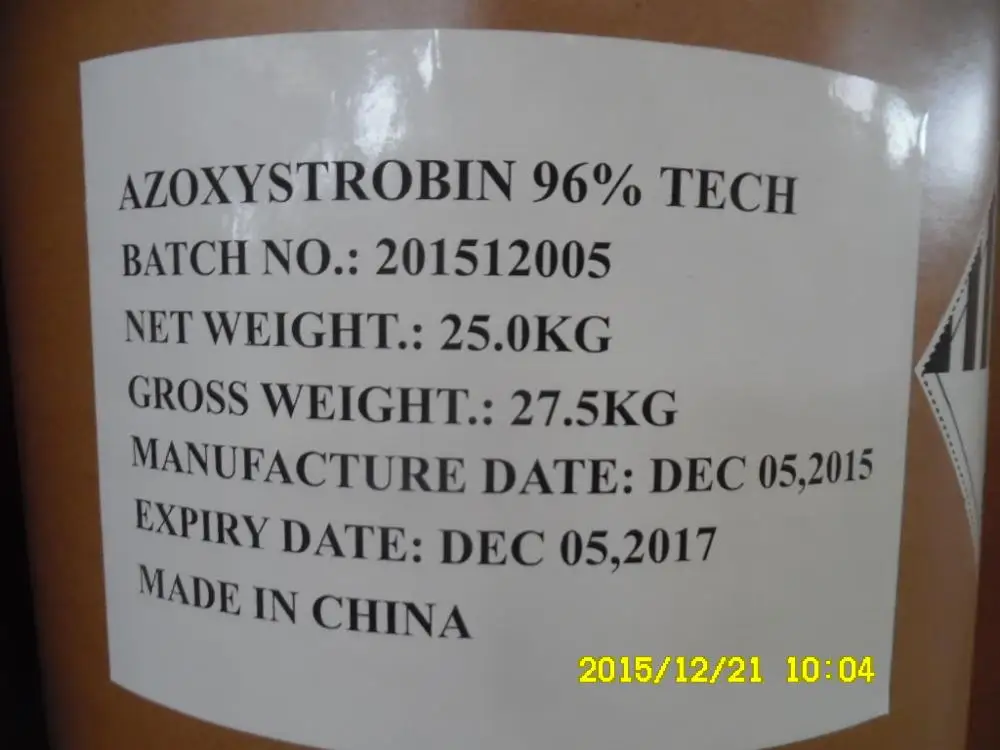 AZOXYSTROBIN 96% TECH
BATCH NO.: 201512005
NET WEIGHT.: 25.0KG
GROSS WEIGHT.: 27.5KG
MANUFACTURE DATE: DEC 05,2015
EXPIRY DATE: DEC 05,2017
MADE IN CHINA
2015/12/21 10:04